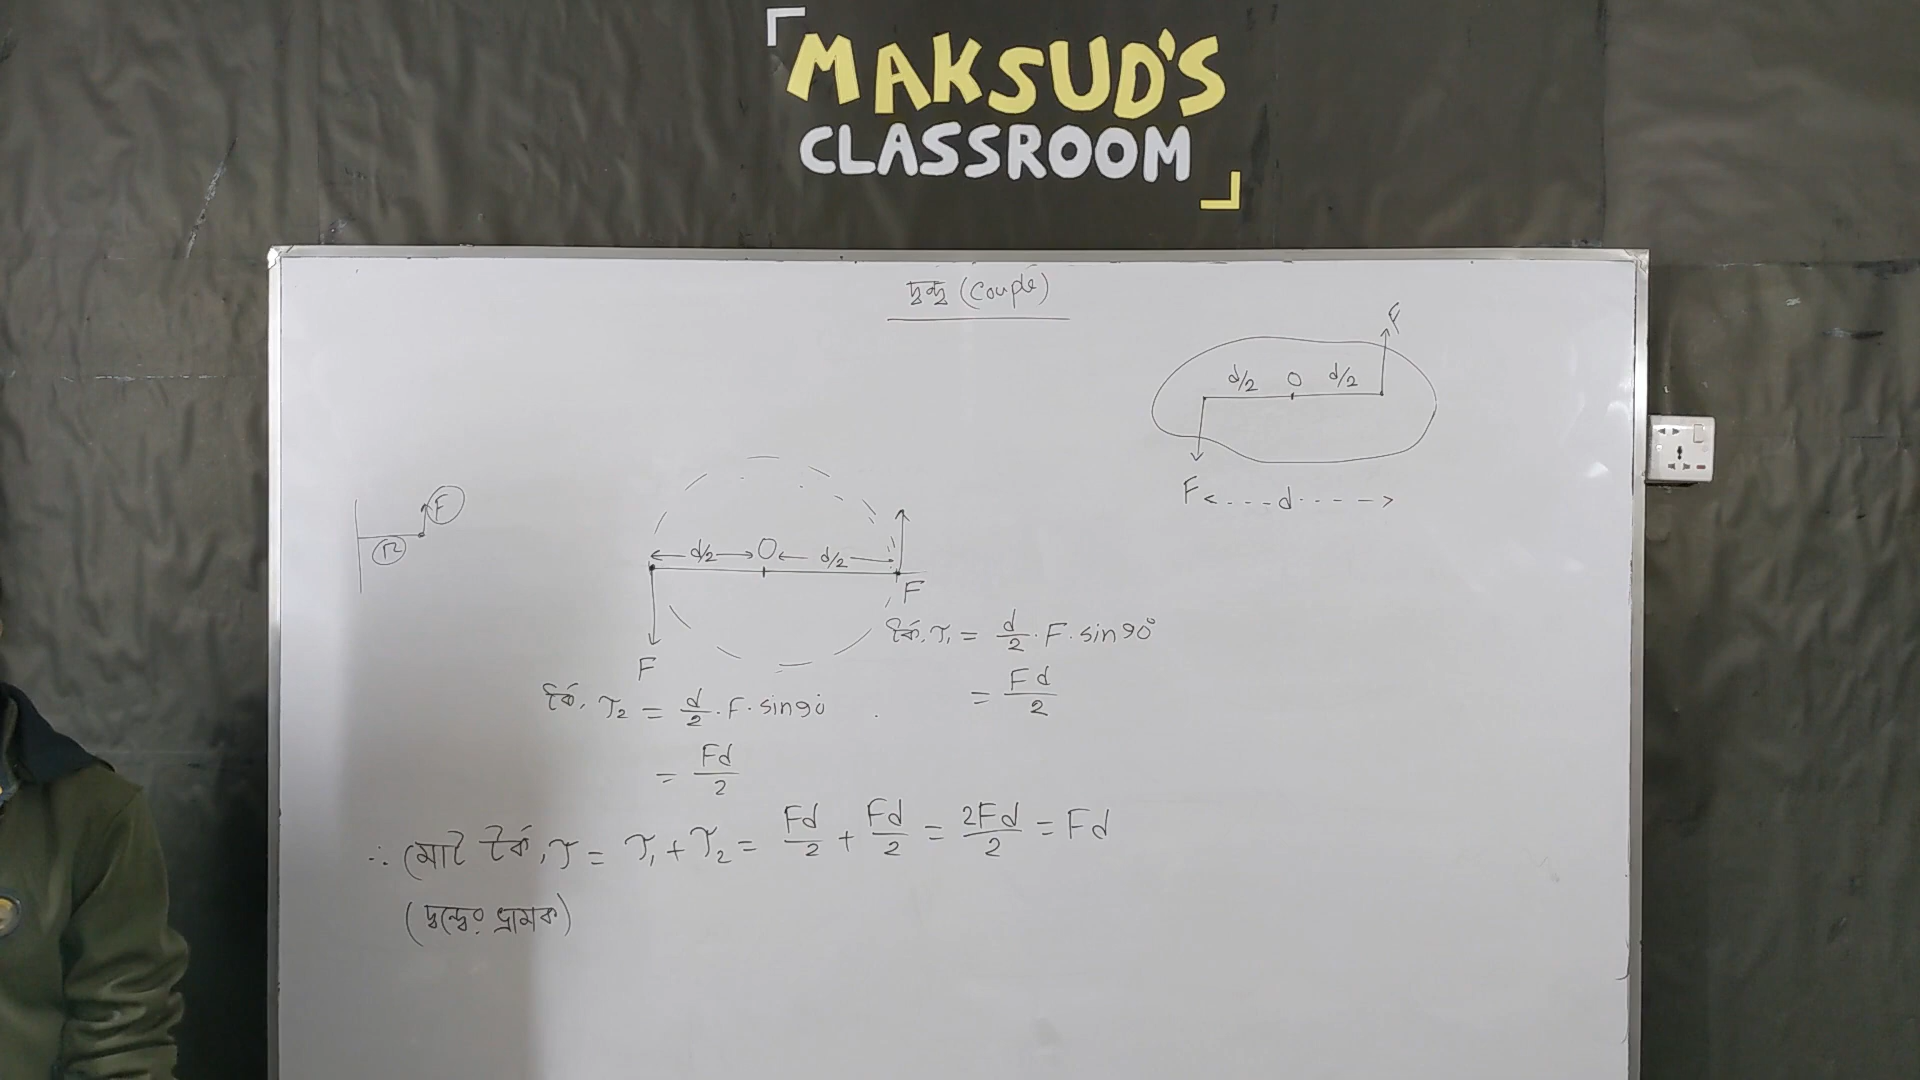 MAKSUD'S
CLASSROOM
দ্বন্দ্ব (Couple)
F
d/2 O d/2
F <- - - -d- - - - ->
F
r
d/2 O d/2
F
F
টর্ক, τ₁ = d/2 . F . sin90°
= Fd/2
টর্ক, τ₂ = d/2 . F . sin90°
= Fd/2
∴ মোট টর্ক, τ = τ₁ + τ₂ = Fd/2 + Fd/2 = 2Fd/2 = Fd
(দ্বন্দ্বের ভ্রামক)